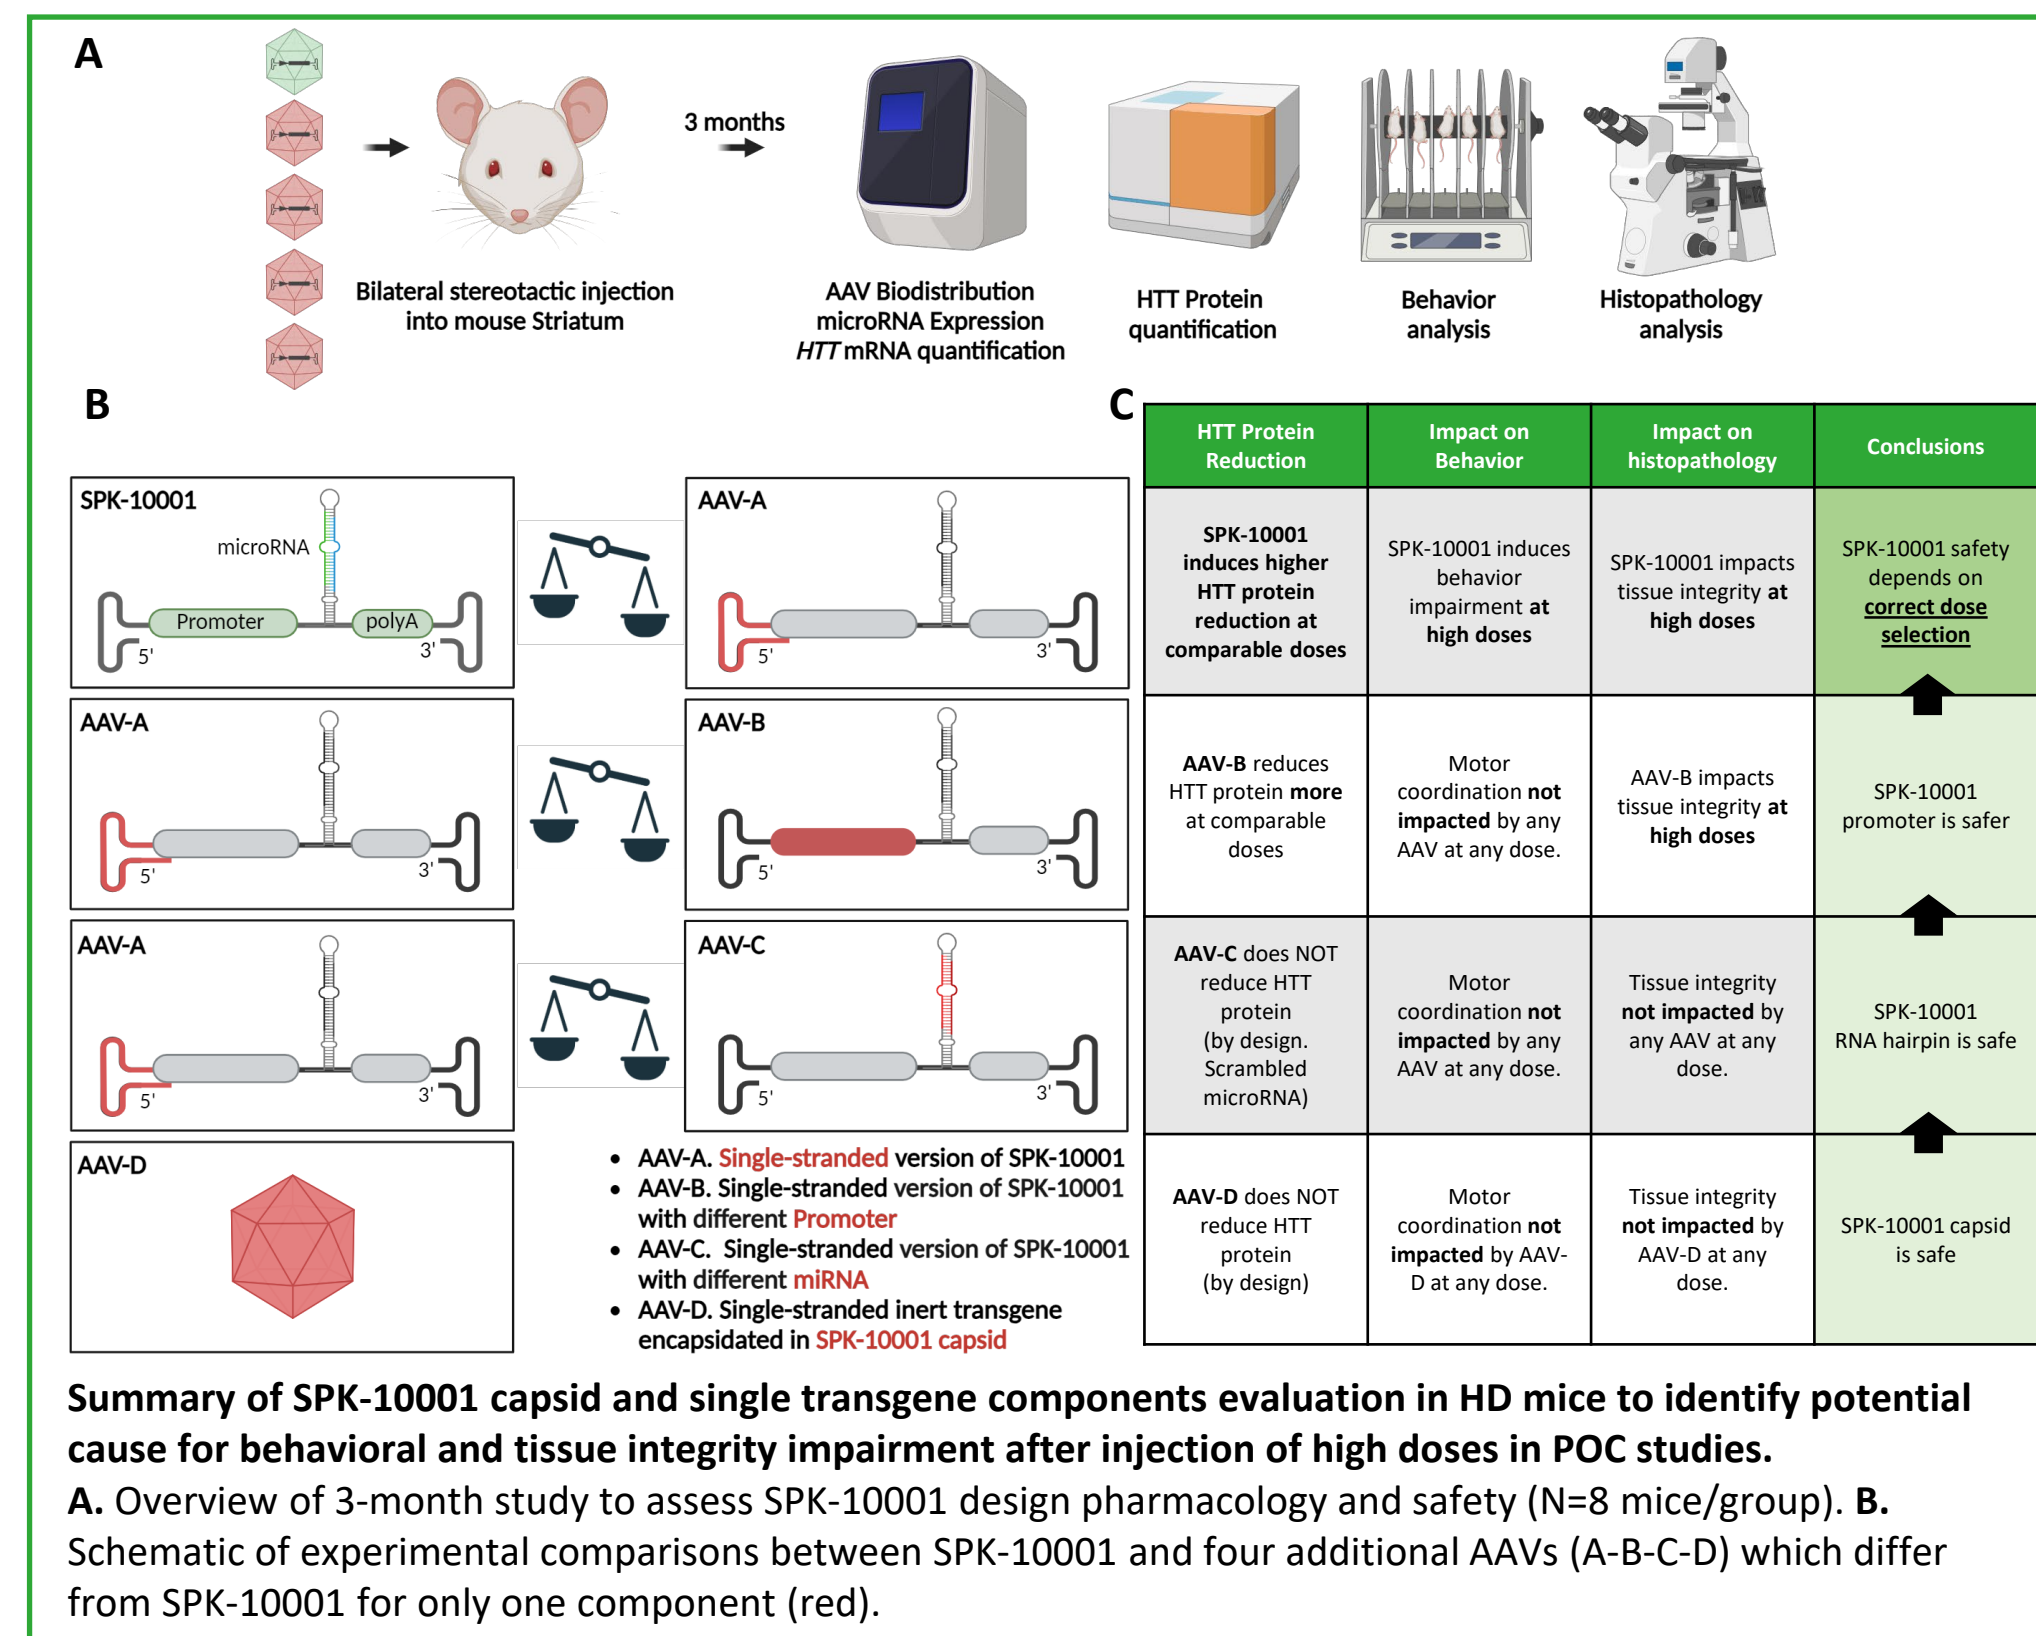 A
3 months
Bilateral stereotactic injection
into mouse Striatum
AAV Biodistribution
microRNA Expression
HTT mRNA quantification
HTT Protein
quantification
Behavior
analysis
Histopathology
analysis
B
SPK-10001
microRNA
Promoter
polyA
5'
3'
AAV-A
5'
3'
AAV-A
5'
3'
AAV-B
5'
3'
AAV-A
5'
3'
AAV-C
5'
3'
AAV-D
• AAV-A. Single-stranded version of SPK-10001
• AAV-B. Single-stranded version of SPK-10001
with different Promoter
• AAV-C. Single-stranded version of SPK-10001
with different miRNA
• AAV-D. Single-stranded inert transgene
encapsidated in SPK-10001 capsid
C
HTT Protein
Reduction
Impact on
Behavior
Impact on
histopathology
Conclusions
SPK-10001
induces higher
HTT protein
reduction at
comparable doses
SPK-10001 induces
behavior
impairment at
high doses
SPK-10001 impacts
tissue integrity at
high doses
SPK-10001 safety
depends on
correct dose
selection
AAV-B reduces
HTT protein more
at comparable
doses
Motor
coordination not
impacted by any
AAV at any dose.
AAV-B impacts
tissue integrity at
high doses
SPK-10001
promoter is safer
AAV-C does NOT
reduce HTT
protein
(by design.
Scrambled
microRNA)
Motor
coordination not
impacted by any
AAV at any dose.
Tissue integrity
not impacted by
any AAV at any
dose.
SPK-10001
RNA hairpin is safe
AAV-D does NOT
reduce HTT
protein
(by design)
Motor
coordination not
impacted by AAV-
D at any dose.
Tissue integrity
not impacted by
AAV-D at any
dose.
SPK-10001 capsid
is safe
Summary of SPK-10001 capsid and single transgene components evaluation in HD mice to identify potential
cause for behavioral and tissue integrity impairment after injection of high doses in POC studies.
A. Overview of 3-month study to assess SPK-10001 design pharmacology and safety (N=8 mice/group). B.
Schematic of experimental comparisons between SPK-10001 and four additional AAVs (A-B-C-D) which differ
from SPK-10001 for only one component (red).